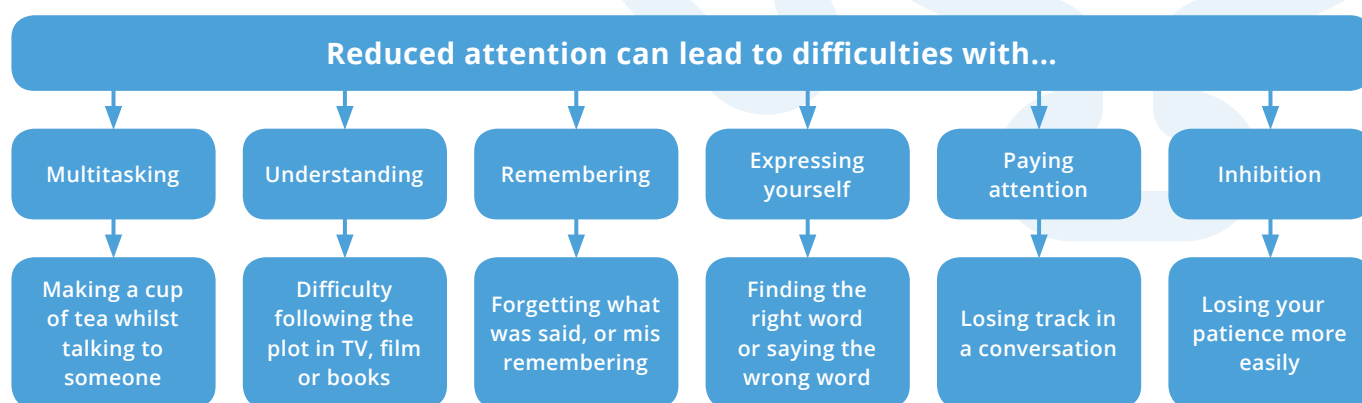 Reduced attention can lead to difficulties with...
Multitasking
Understanding
Remembering
Expressing
yourself
Paying
attention
Inhibition
Making a cup
of tea whilst
talking to
someone
Difficulty
following the
plot in TV, film
or books
Forgetting what
was said, or mis
remembering
Finding the
right word
or saying the
wrong word
Losing track in
a conversation
Losing your
patience more
easily